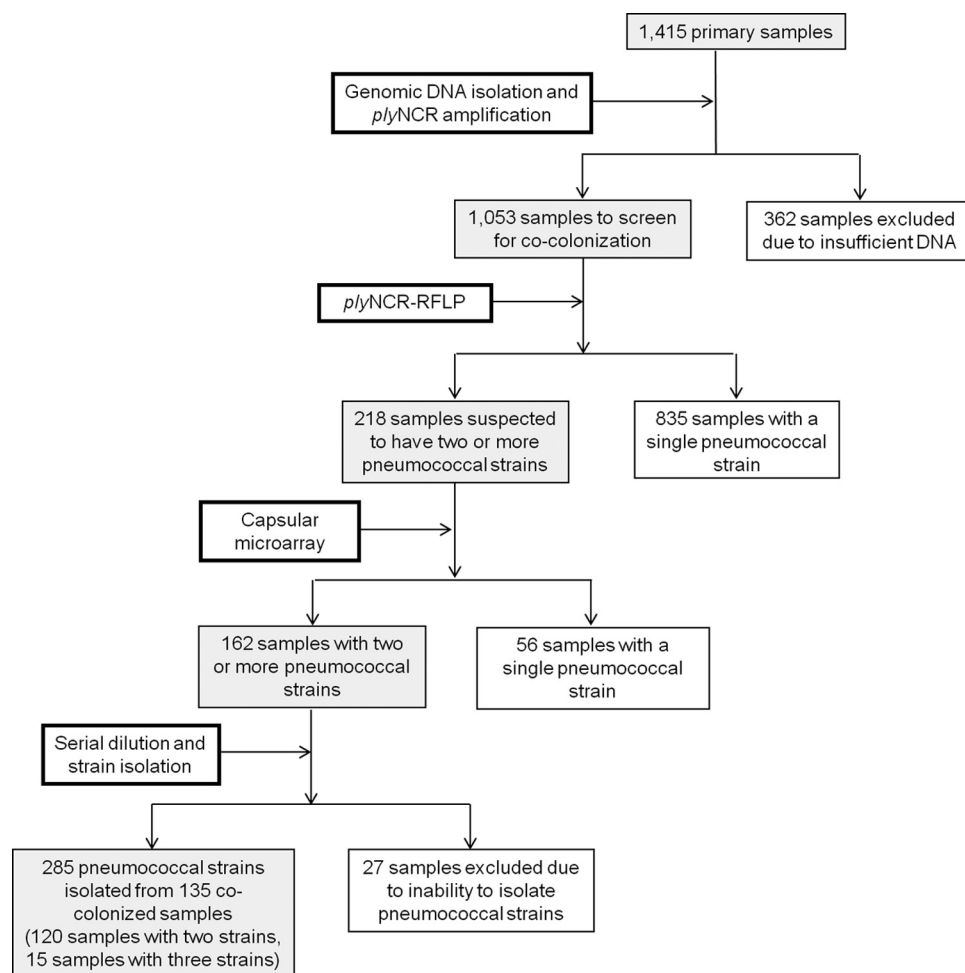 1,415 primary samples
Genomic DNA isolation and
plyNCR amplification
1,053 samples to screen
for co-colonization
362 samples excluded
due to insufficient DNA
plyNCR-RFLP
218 samples suspected
to have two or more
pneumococcal strains
835 samples with a
single pneumococcal
strain
Capsular
microarray
162 samples with two
or more pneumococcal
strains
56 samples with a
single pneumococcal
strain
Serial dilution and
strain isolation
285 pneumococcal strains
isolated from 135 co-
colonized samples
(120 samples with two strains,
15 samples with three strains)
27 samples excluded due
to inability to isolate
pneumococcal strains